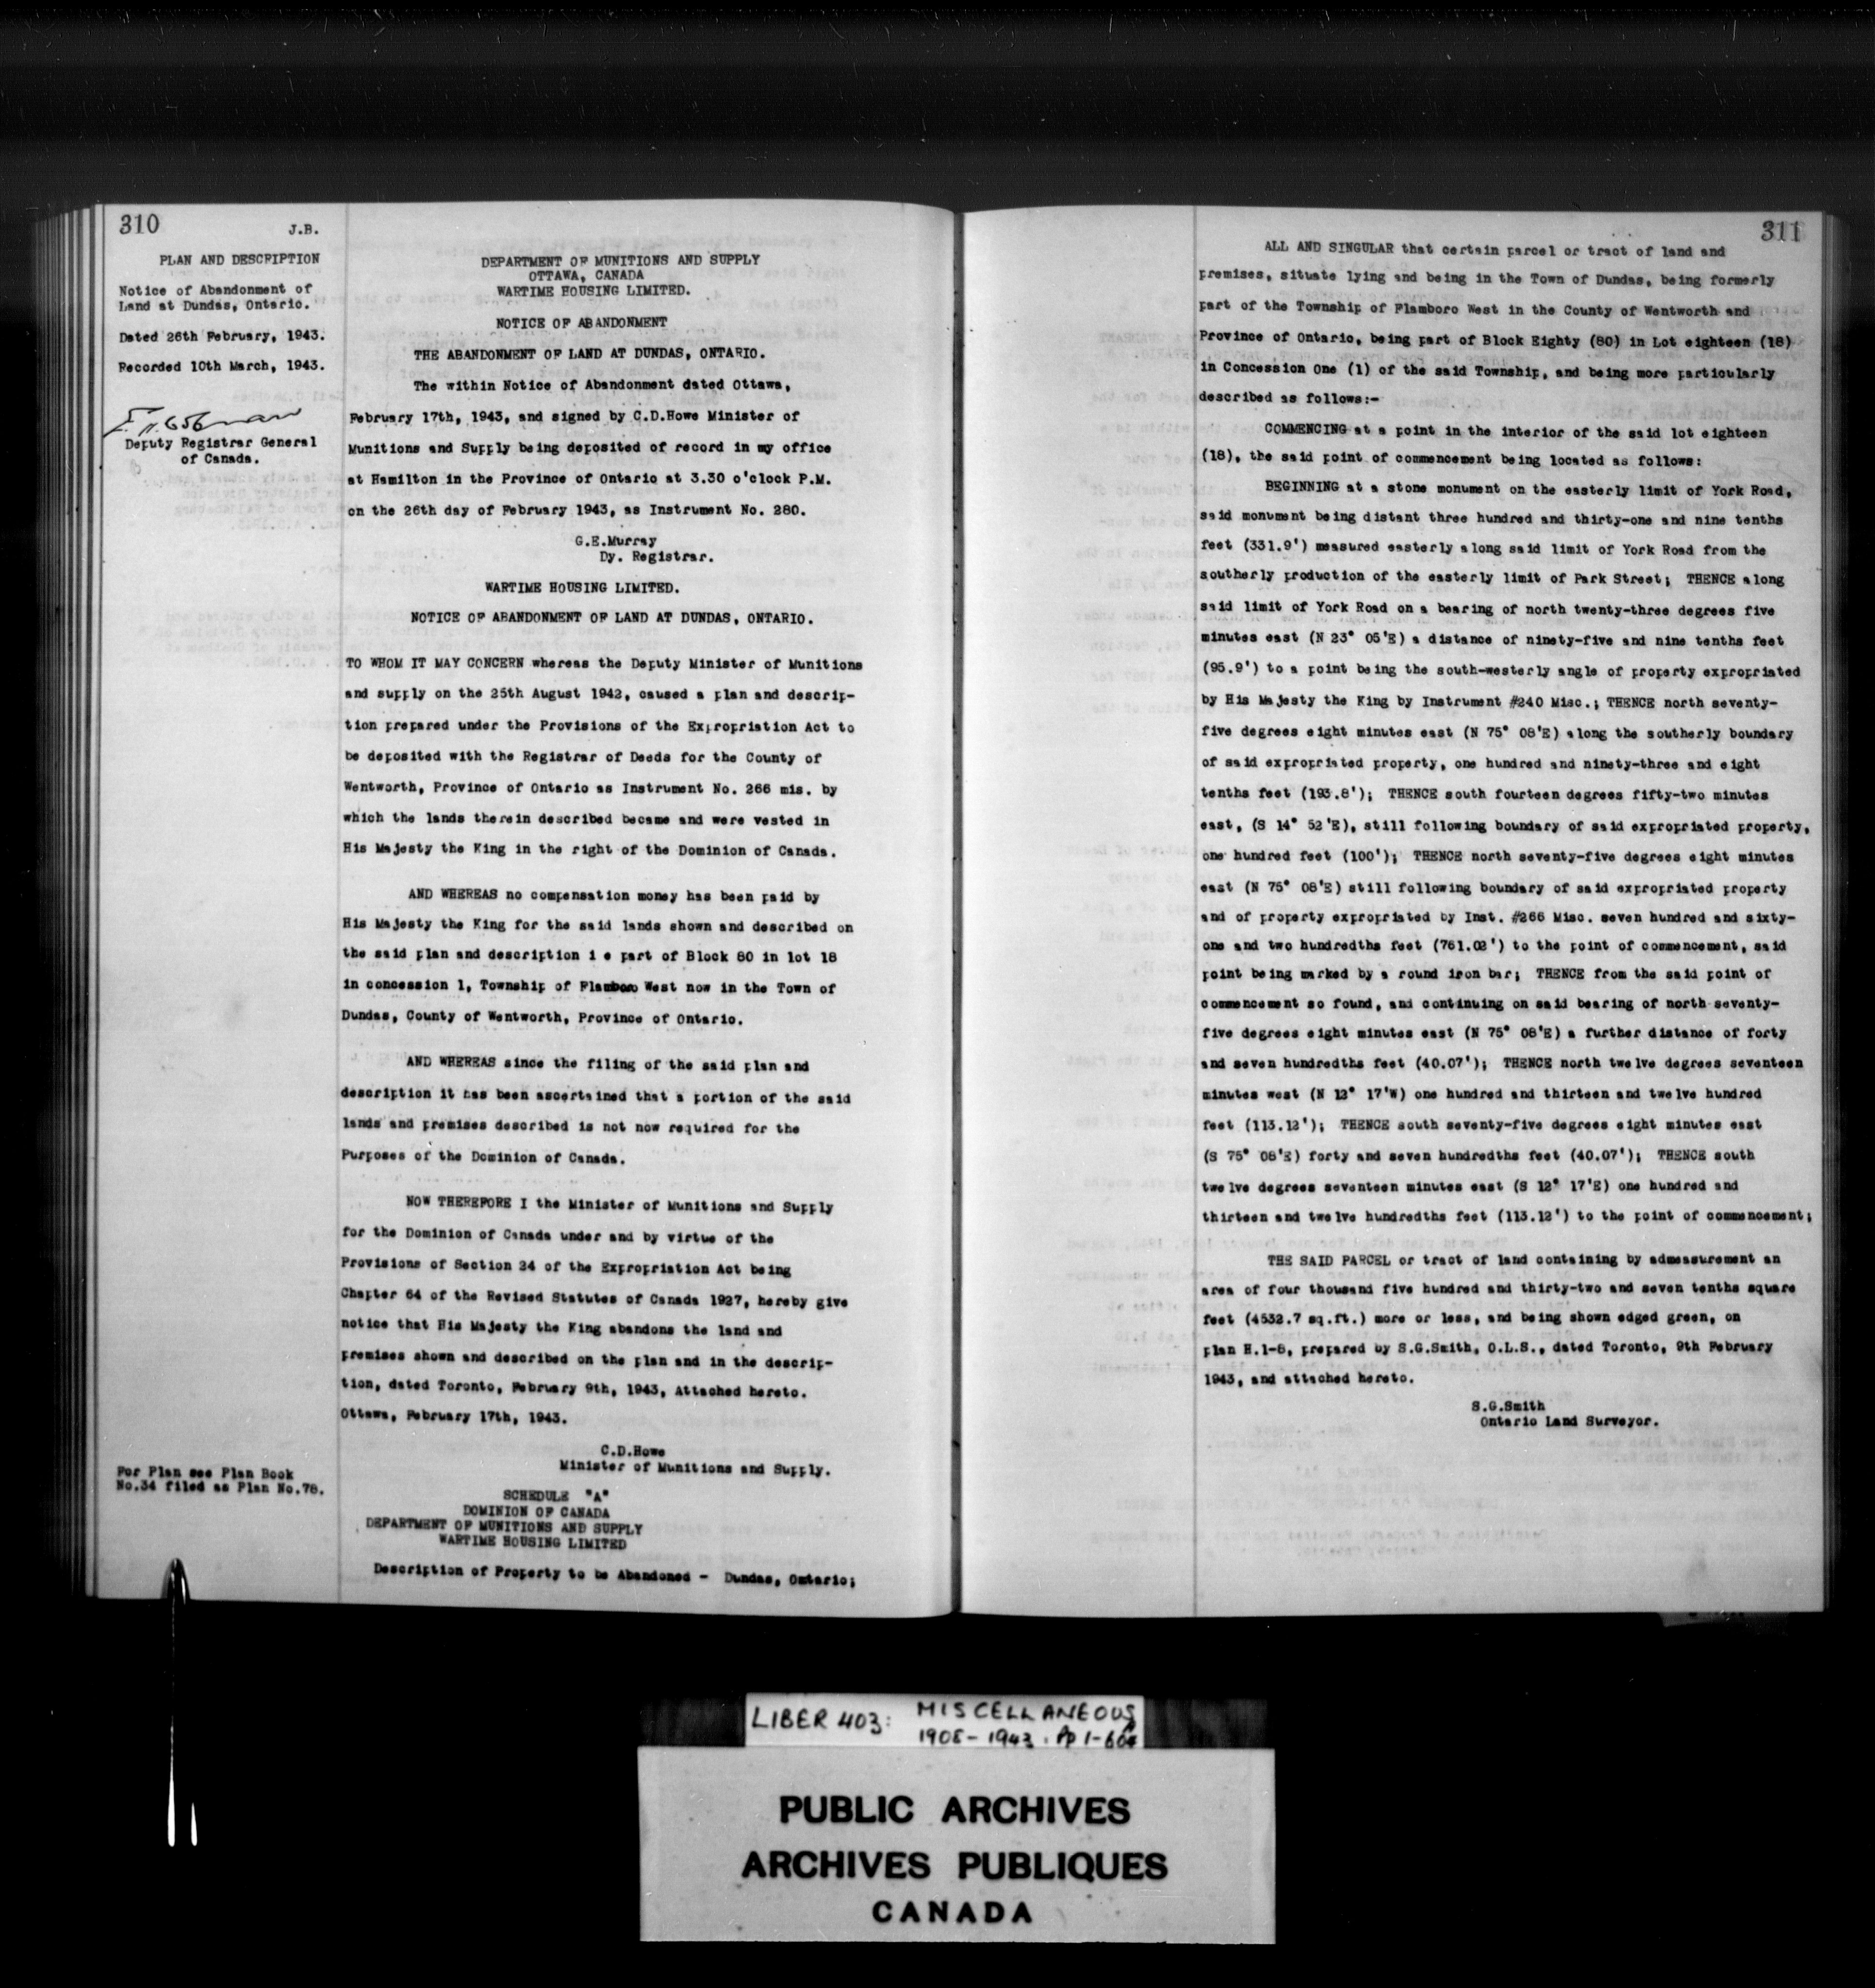 310
J.B.
PLAN AND DESCRIPTION
Notice of Abandonment of
Land at Dundas, Ontario.
Dated 26th February, 1943.
Recorded 10th March, 1943.
Deputy Registrar General
of Canada.
For Plan see Plan Book
No.34 filed as Plan No.78.
DEPARTMENT OF MUNITIONS AND SUPPLY
OTTAWA, CANADA
WARTIME HOUSING LIMITED.
NOTICE OF ABANDONMENT
THE ABANDONMENT OF LAND AT DUNDAS, ONTARIO.
The within Notice of Abandonment dated Ottawa,
February 17th, 1943, and signed by C.D.Howe Minister of
Munitions and Supply being deposited of record in my office
at Hamilton in the Province of Ontario at 3.30 o'clock P.M.
on the 26th day of February 1943, as Instrument No. 280.
G.E.Murray
Dy. Registrar.
WARTIME HOUSING LIMITED.
NOTICE OF ABANDONMENT OF LAND AT DUNDAS, ONTARIO.
TO WHOM IT MAY CONCERN whereas the Deputy Minister of Munitions
and supply on the 25th August 1942, caused a plan and descrip-
tion prepared under the Provisions of the Expropriation Act to
be deposited with the Registrar of Deeds for the County of
Wentworth, Province of Ontario as Instrument No. 266 mis. by
which the lands therein described became and were vested in
His Majesty the King in the right of the Dominion of Canada.
AND WHEREAS no compensation money has been paid by
His Majesty the King for the said lands shown and described on
the said plan and description i e part of Block 80 in lot 18
in concession 1, Township of Flamboro West now in the Town of
Dundas, County of Wentworth, Province of Ontario.
AND WHEREAS since the filing of the said plan and
description it has been ascertained that a portion of the said
lands and premises described is not now required for the
Purposes of the Dominion of Canada.
NOW THEREFORE I the Minister of Munitions and Supply
for the Dominion of Canada under and by virtue of the
Provisions of Section 24 of the Expropriation Act being
Chapter 64 of the Revised Statutes of Canada 1927, hereby give
notice that His Majesty the King abandons the land and
premises shown and described on the plan and in the descrip-
tion, dated Toronto, February 9th, 1943, Attached hereto.
Ottawa, February 17th, 1943.
C.D.Howe
Minister of Munitions and Supply.
SCHEDULE "A"
DOMINION OF CANADA
DEPARTMENT OF MUNITIONS AND SUPPLY
WARTIME HOUSING LIMITED
Description of Property to be Abandoned - Dundas, Ontario;
311
ALL AND SINGULAR that certain parcel or tract of land and
premises, situate lying and being in the Town of Dundas, being formerly
part of the Township of Flamboro West in the County of Wentworth and
Province of Ontario, being part of Block Eighty (80) in Lot eighteen (18)
in Concession One (1) of the said Township, and being more particularly
described as follows:-
COMMENCING at a point in the interior of the said lot eighteen
(18), the said point of commencement being located as follows:
BEGINNING at a stone monument on the easterly limit of York Road,
said monument being distant three hundred and thirty-one and nine tenths
feet (331.9') measured easterly along said limit of York Road from the
southerly production of the easterly limit of Park Street; THENCE along
said limit of York Road on a bearing of north twenty-three degrees five
minutes east (N 23° 05'E) a distance of ninety-five and nine tenths feet
(95.9') to a point being the south-westerly angle of property expropriated
by His Majesty the King by Instrument #240 Misc.; THENCE north seventy-
five degrees eight minutes east (N 75° 08'E) along the southerly boundary
of said expropriated property, one hundred and ninety-three and eight
tenths feet (193.8'); THENCE south fourteen degrees fifty-two minutes
east, (S 14° 52'E), still following boundary of said expropriated property,
one hundred feet (100'); THENCE north seventy-five degrees eight minutes
east (N 75° 08'E) still following boundary of said expropriated property
and of property expropriated by Inst. #266 Misc. seven hundred and sixty-
one and two hundredths feet (761.02') to the point of commencement, said
point being marked by a round iron bar; THENCE from the said point of
commencement so found, and continuing on said bearing of north seventy-
five degrees eight minutes east (N 75° 08'E) a further distance of forty
and seven hundredths feet (40.07'); THENCE north twelve degrees seventeen
minutes west (N 12° 17'W) one hundred and thirteen and twelve hundred
feet (113.12'); THENCE south seventy-five degrees eight minutes east
(S 75° 08'E) forty and seven hundredths feet (40.07'); THENCE south
twelve degrees seventeen minutes east (S 12° 17'E) one hundred and
thirteen and twelve hundredths feet (113.12') to the point of commencement;
THE SAID PARCEL or tract of land containing by admeasurement an
area of four thousand five hundred and thirty-two and seven tenths square
feet (4532.7 sq.ft.) more or less, and being shown edged green, on
plan H.1-8, prepared by S.G.Smith, O.L.S., dated Toronto, 9th February
1943, and attached hereto.
S.G.Smith
Ontario Land Surveyor.
LIBER 403: MISCELLANEOUS
1908-1943. Pp 1-604
PUBLIC ARCHIVES
ARCHIVES PUBLIQUES
CANADA